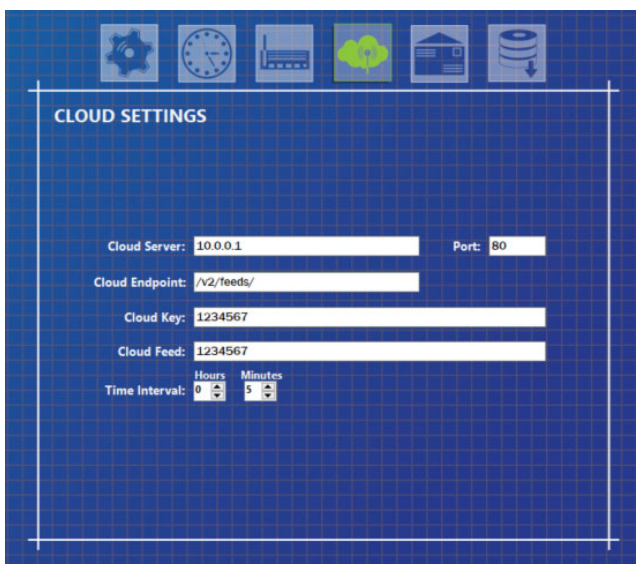 CLOUD SETTINGS
Cloud Server: 10.0.0.1 Port: 80
Cloud Endpoint: /v2/feeds/
Cloud Key: 1234567
Cloud Feed: 1234567
Hours Minutes
Time Interval: 0 5